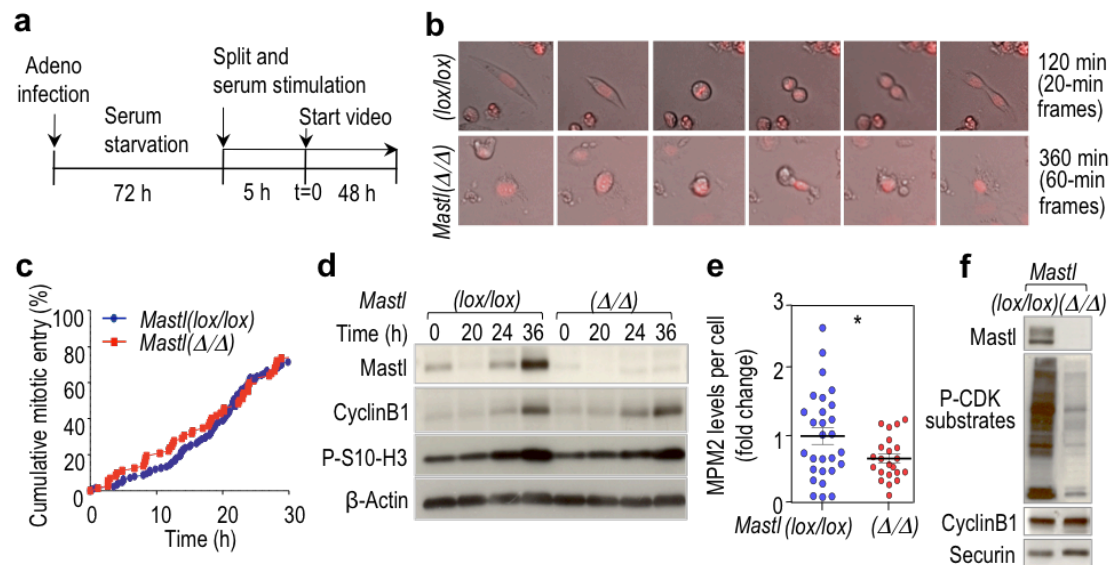 a
Adeno
infection
Split and
serum stimulation
Serum
starvation
Start video
72 h
5 h
t=0
48 h
b
(lox/lox)
120 min
(20-min
frames)
Mastl(Δ/Δ)
360 min
(60-min
frames)
c
Cumulative mitotic entry (%)
100
80
60
40
20
0
Mastl(lox/lox)
Mastl(Δ/Δ)
0 10 20 30
Time (h)
d
Mastl (lox/lox) (Δ/Δ)
Time (h) 0 20 24 36 0 20 24 36
Mastl
CyclinB1
P-S10-H3
β-Actin
e
MPM2 levels per cell
(fold change)
3
2
1
0
*
Mastl (lox/lox) (Δ/Δ)
f
Mastl
(lox/lox)(Δ/Δ)
Mastl
P-CDK
substrates
CyclinB1
Securin